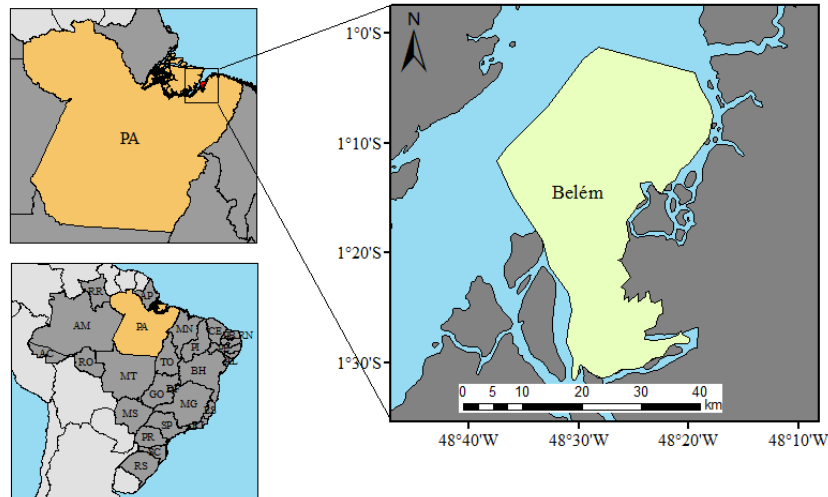 PA
N
1°0'S
1°10'S
1°20'S
1°30'S
Belém
0 5 10 20 30 40
km
48°40'W 48°30'W 48°20'W 48°10'W
RR AP
AM PA MN CE RN
AC RO TO PI
MT BH
GO
MS MG
SP
PR
SC
RS